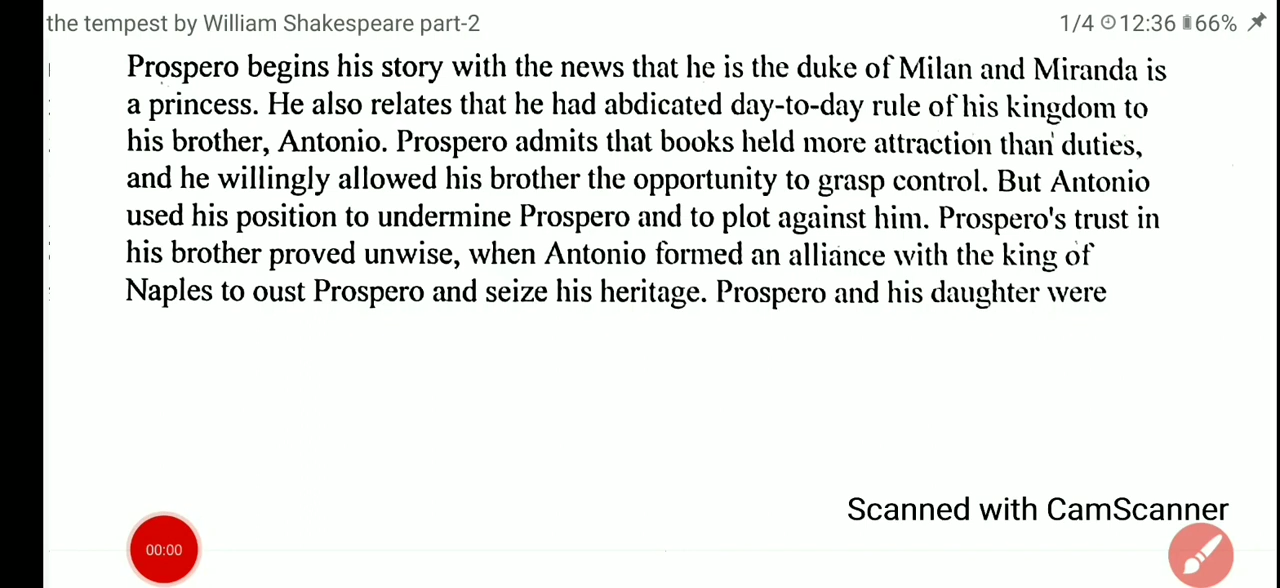 the tempest by William Shakespeare part-2 1/4 12:36 66%
Prospero begins his story with the news that he is the duke of Milan and Miranda is
a princess. He also relates that he had abdicated day-to-day rule of his kingdom to
his brother, Antonio. Prospero admits that books held more attraction than duties,
and he willingly allowed his brother the opportunity to grasp control. But Antonio
used his position to undermine Prospero and to plot against him. Prospero's trust in
his brother proved unwise, when Antonio formed an alliance with the king of
Naples to oust Prospero and seize his heritage. Prospero and his daughter were
Scanned with CamScanner
00:00